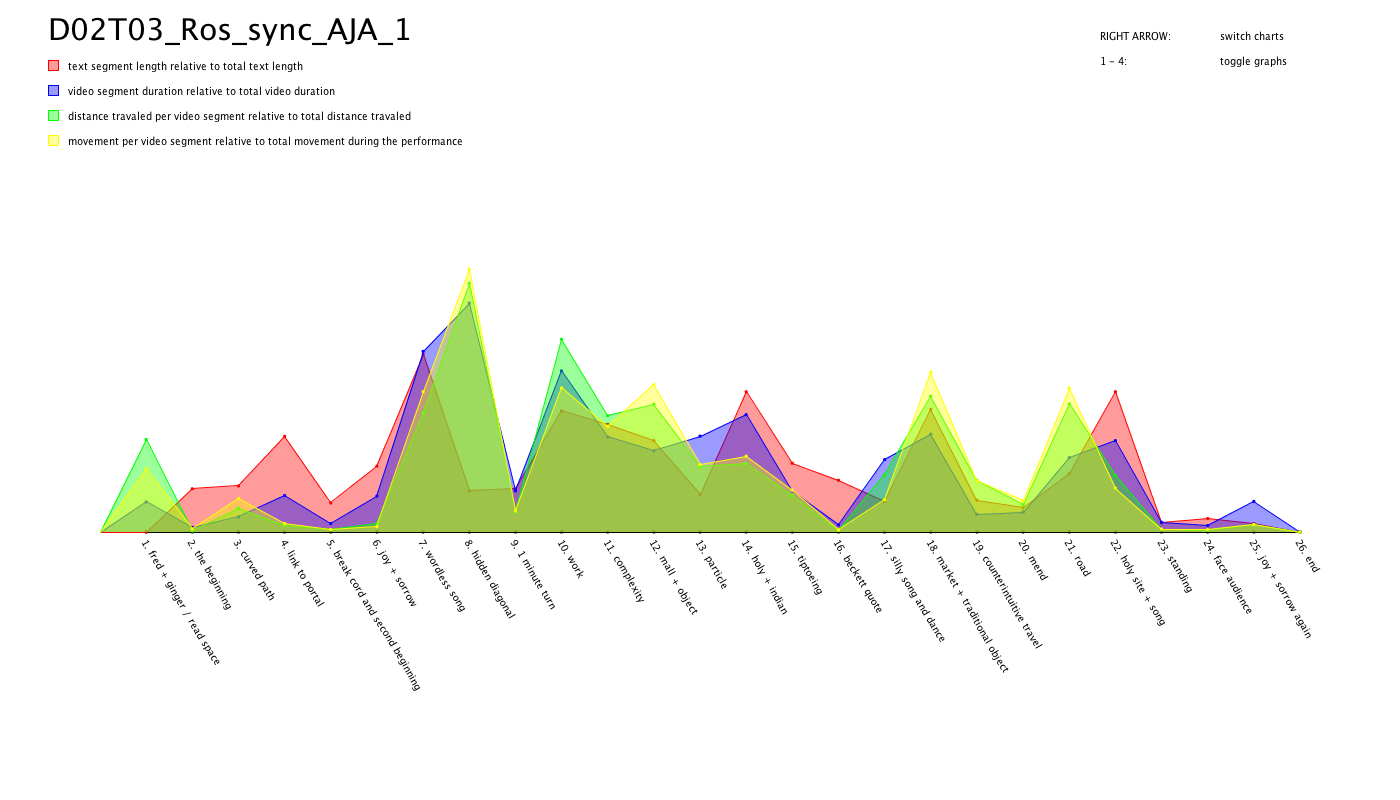 D02T03_Ros_sync_AJA_1
RIGHT ARROW: switch charts
1 – 4: toggle graphs
text segment length relative to total text length
video segment duration relative to total video duration
distance travaled per video segment relative to total distance travaled
movement per video segment relative to total movement during the performance
1. fred + ginger / read space
2. the beginning
3. curved path
4. link to portal
5. break cord and second beginning
6. joy + sorrow
7. wordless song
8. hidden diagonal
9. 1 minute turn
10. work
11. complexity
12. mall + object
13. particle
14. holy + indian
15. tiptoeing
16. beckett quote
17. silly song and dance
18. market + traditional object
19. counterintuitive travel
20. mend
21. road
22. holy site + song
23. standing
24. face audience
25. joy + sorrow again
26. end